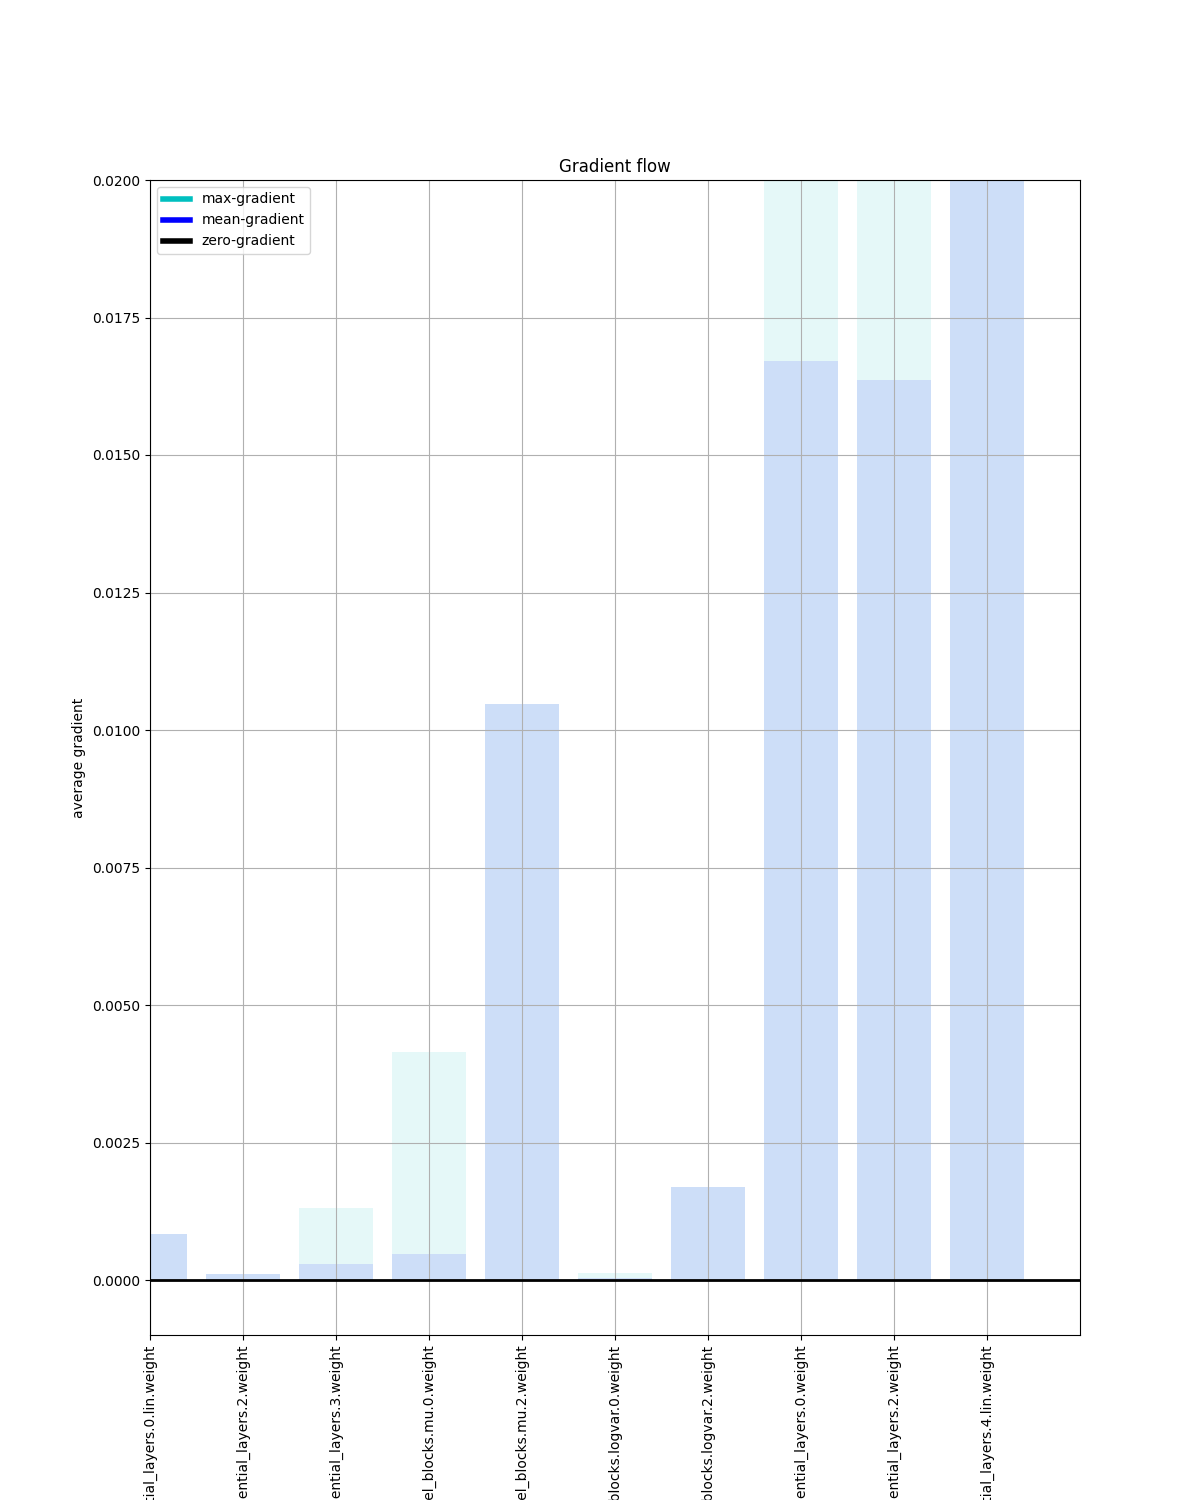 Gradient flow
max-gradient
mean-gradient
zero-gradient
average gradient
0.0200
0.0175
0.0150
0.0125
0.0100
0.0075
0.0050
0.0025
0.0000
tial_layers.0.lin.weight
ential_layers.2.weight
ential_layers.3.weight
el_blocks.mu.0.weight
el_blocks.mu.2.weight
blocks.logvar.0.weight
blocks.logvar.2.weight
ential_layers.0.weight
ential_layers.2.weight
tial_layers.4.lin.weight